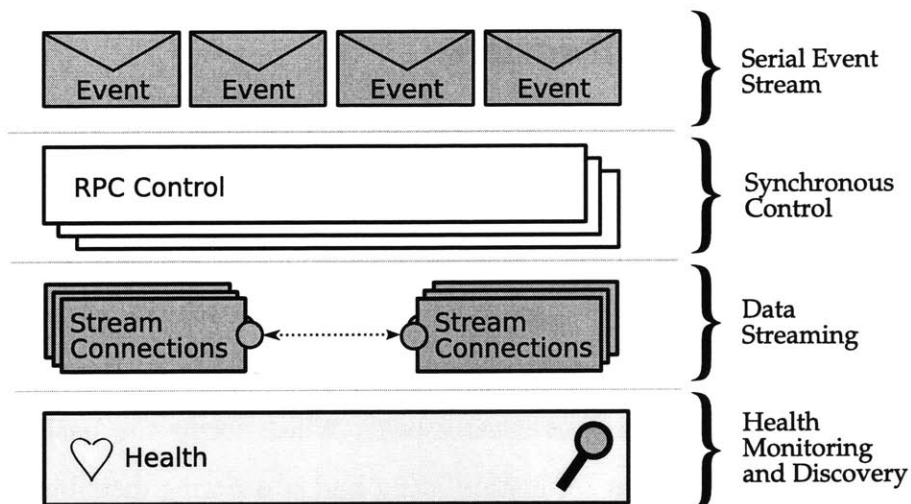 Event Event Event Event
Serial Event
Stream
RPC Control
Synchronous
Control
Stream
Connections
Stream
Connections
Data
Streaming
Health
Health
Monitoring
and Discovery